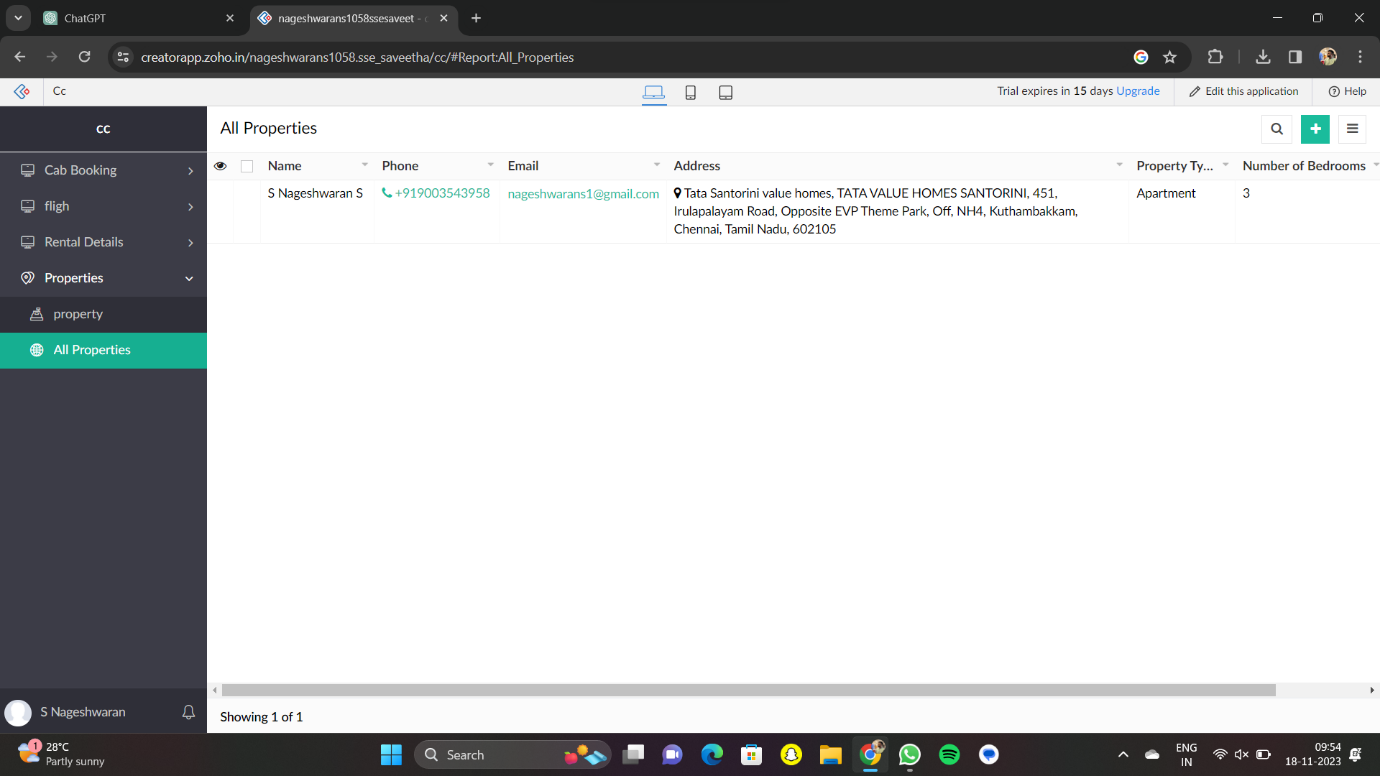 ChatGPT
nageshwarans1058ssesaveet - c
creatorapp.zoho.in/nageshwarans1058.sse_saveetha/cc/#Report:All_Properties
Cc
Trial expires in 15 days Upgrade
Edit this application
Help
CC
Cab Booking
fligh
Rental Details
Properties
property
All Properties
S Nageshwaran
All Properties
Name Phone Email Address Property Ty... Number of Bedrooms
S Nageshwaran S +919003543958 nageshwarans1@gmail.com Tata Santorini value homes, TATA VALUE HOMES SANTORINI, 451, Apartment 3
Irulapalayam Road, Opposite EVP Theme Park, Off, NH4, Kuthambakkam,
Chennai, Tamil Nadu, 602105
Showing 1 of 1
1
28°C
Partly sunny
Search
ENG
IN
09:54
18-11-2023